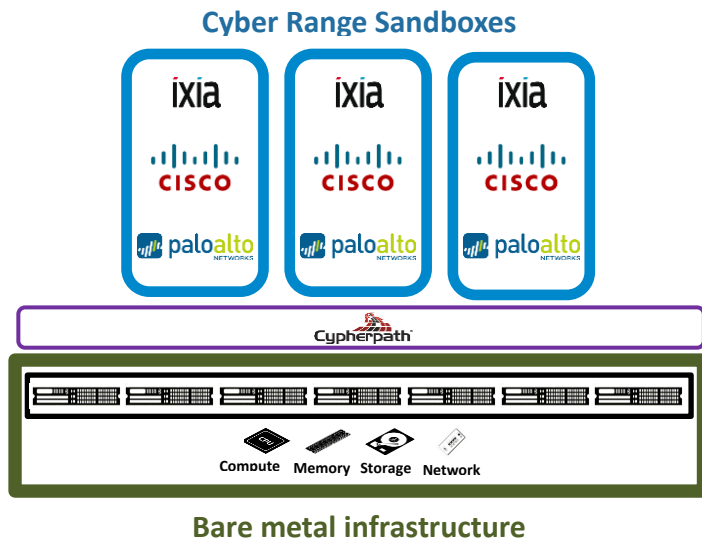 Cyber Range Sandboxes
ixia ixia ixia
CISCO CISCO CISCO
paloalto paloalto paloalto
NETWORKS NETWORKS NETWORKS
Cypherpath
CPU
Compute Memory Storage Network
Bare metal infrastructure